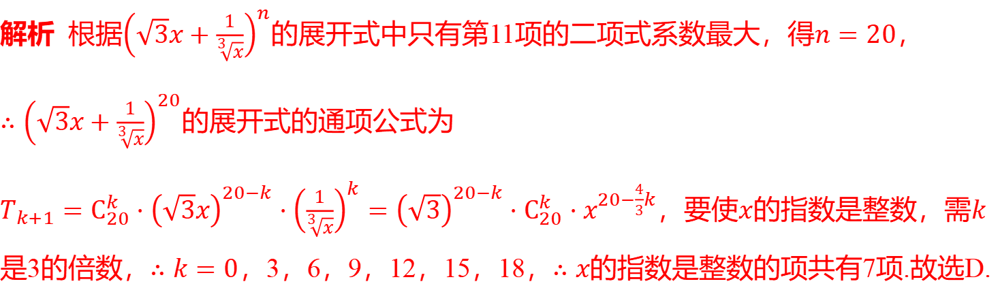 解析 根据$\left(\sqrt{3}x+\frac{1}{\sqrt[3]{x}}\right)^{n}$的展开式中只有第11项的二项式系数最大，得$n=20$，
∴$\left(\sqrt{3}x+\frac{1}{\sqrt[3]{x}}\right)^{20}$的展开式的通项公式为
$T_{k+1}=\mathrm{C}_{20}^{k}\cdot\left(\sqrt{3}x\right)^{20-k}\cdot\left(\frac{1}{\sqrt[3]{x}}\right)^{k}=\left(\sqrt{3}\right)^{20-k}\cdot\mathrm{C}_{20}^{k}\cdot x^{20-\frac{4}{3}k}$，要使$x$的指数是整数，需$k$
是3的倍数，∴$k=0$，3，6，9，12，15，18，∴$x$的指数是整数的项共有7项.故选D.